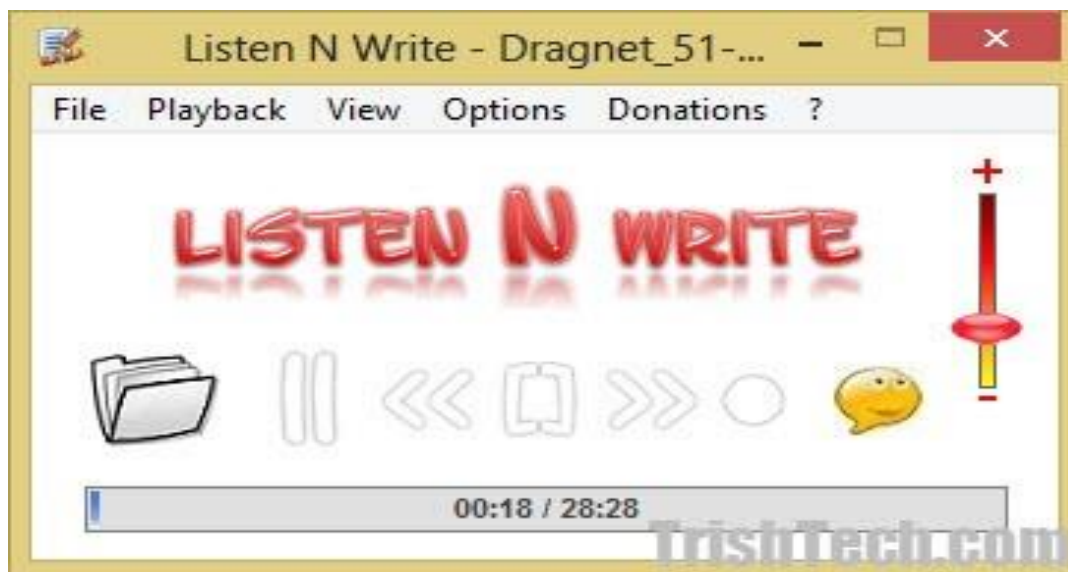 Listen N Write - Dragnet_51-...
File Playback View Options Donations ?
LISTEN N WRITE
+
-
00:18 / 28:28
TrishTech.com